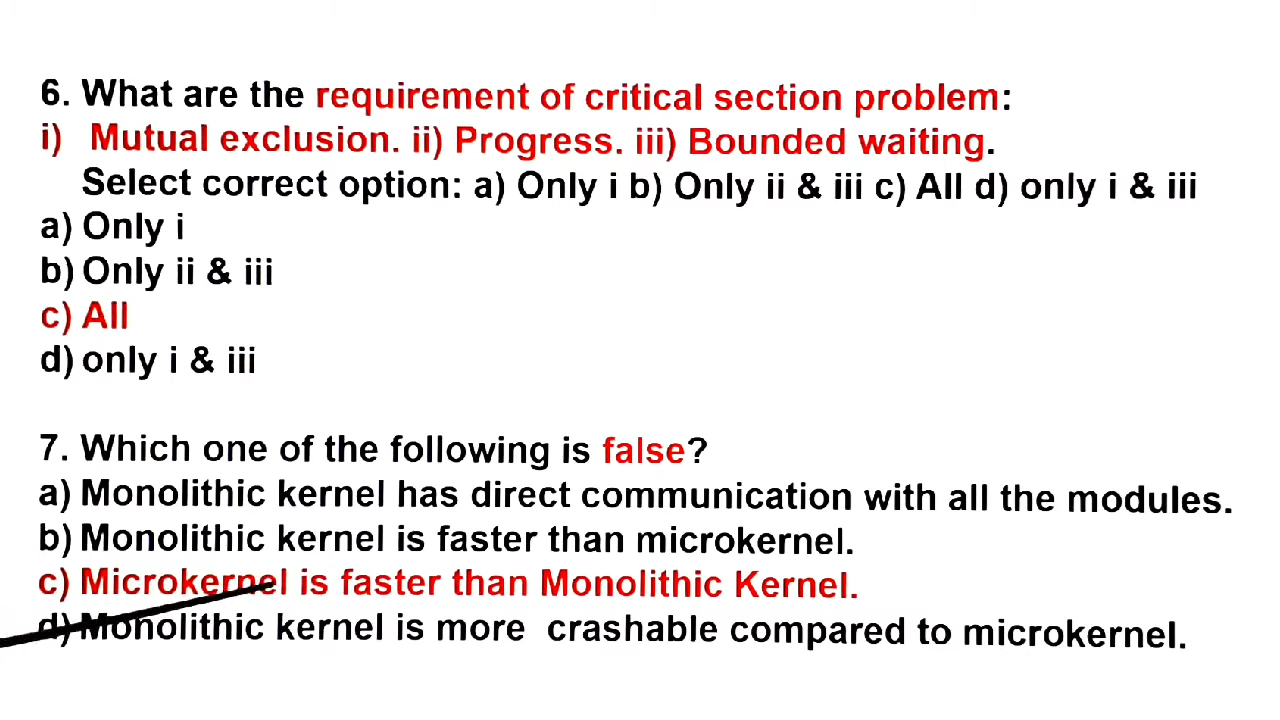 6. What are the requirement of critical section problem:
i) Mutual exclusion. ii) Progress. iii) Bounded waiting.
Select correct option: a) Only i b) Only ii & iii c) All d) only i & iii
a) Only i
b) Only ii & iii
c) All
d) only i & iii
7. Which one of the following is false?
a) Monolithic kernel has direct communication with all the modules.
b) Monolithic kernel is faster than microkernel.
c) Microkernel is faster than Monolithic Kernel.
d) Monolithic kernel is more crashable compared to microkernel.